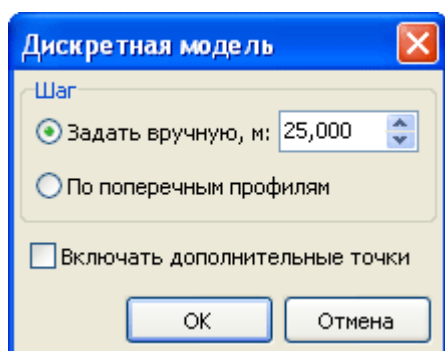 Дискретная модель
Шаг
Задать вручную, м: 25,000
По поперечным профилям
Включать дополнительные точки
ОК Отмена